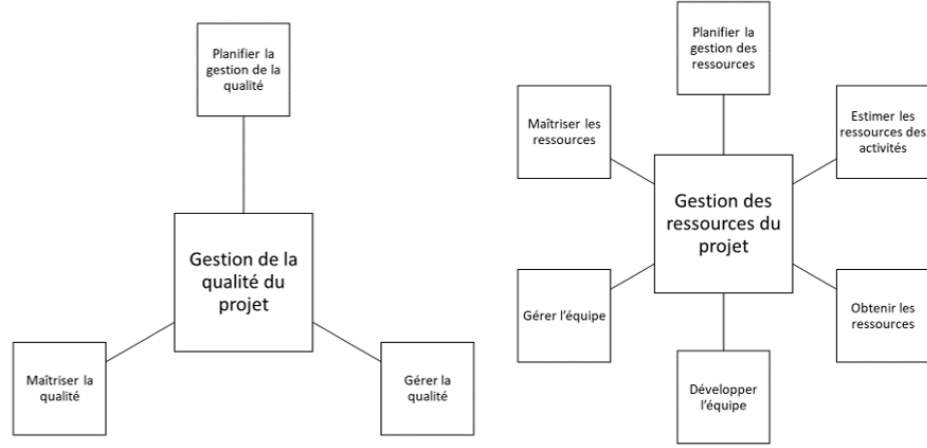 Planifier la
gestion de la
qualité
Gestion de la
qualité du
projet
Maîtriser la
qualité
Gérer la
qualité
Planifier la
gestion des
ressources
Maîtriser les
ressources
Estimer les
ressources des
activités
Gestion des
ressources du
projet
Gérer l’équipe
Obtenir les
ressources
Développer
l’équipe